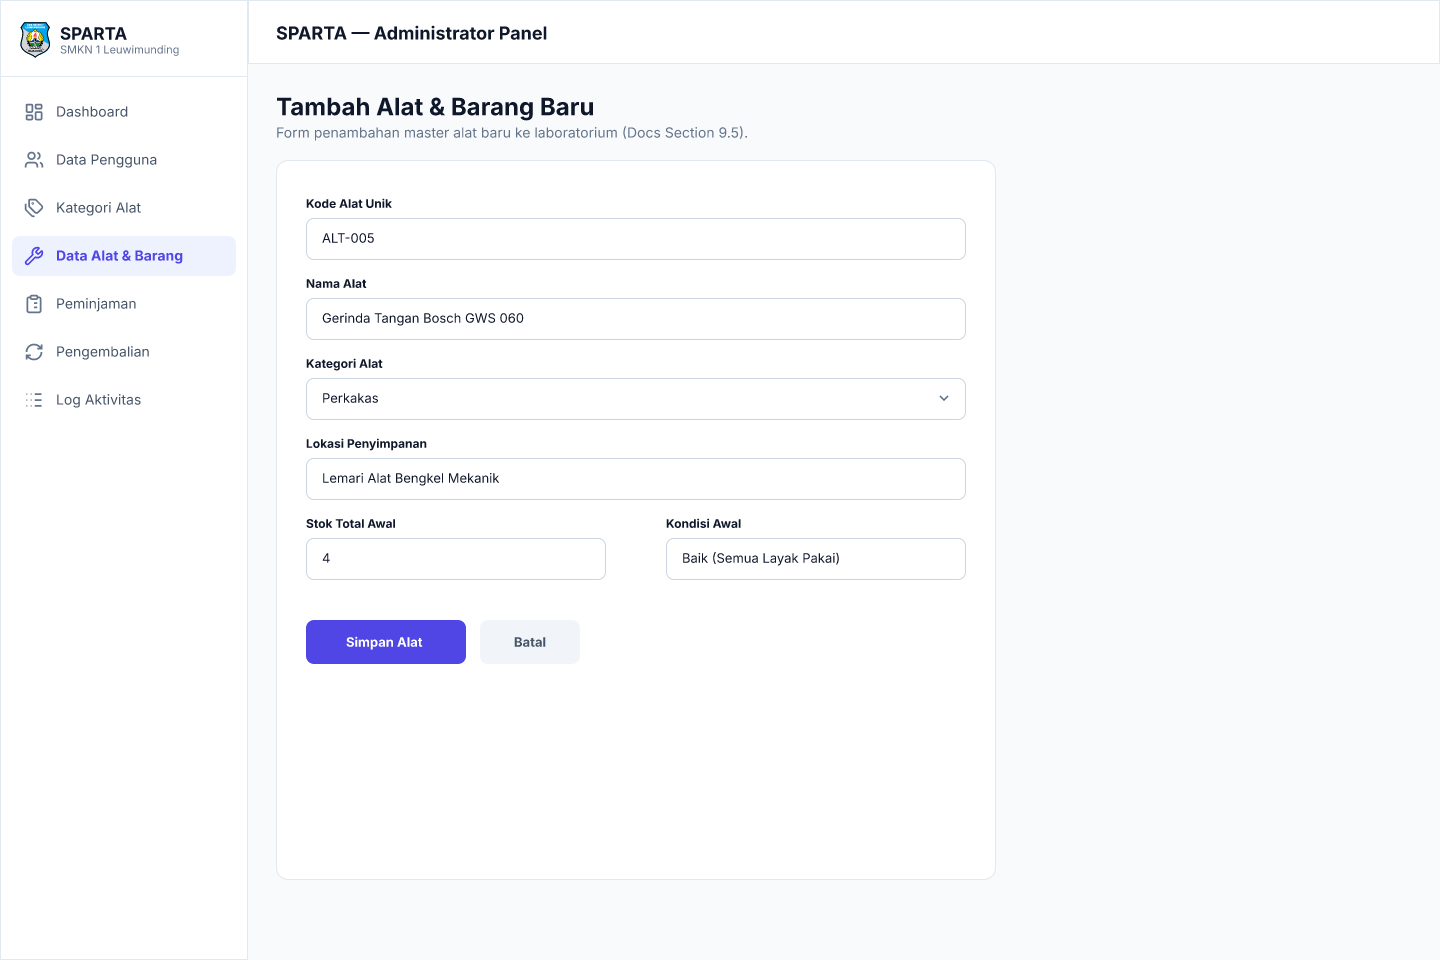 SPARTA
SMKN 1 Leuwimunding
Dashboard
Data Pengguna
Kategori Alat
Data Alat & Barang
Peminjaman
Pengembalian
Log Aktivitas
SPARTA — Administrator Panel
Tambah Alat & Barang Baru
Form penambahan master alat baru ke laboratorium (Docs Section 9.5).
Kode Alat Unik
ALT-005
Nama Alat
Gerinda Tangan Bosch GWS 060
Kategori Alat
Perkakas
Lokasi Penyimpanan
Lemari Alat Bengkel Mekanik
Stok Total Awal
4
Kondisi Awal
Baik (Semua Layak Pakai)
Simpan Alat
Batal